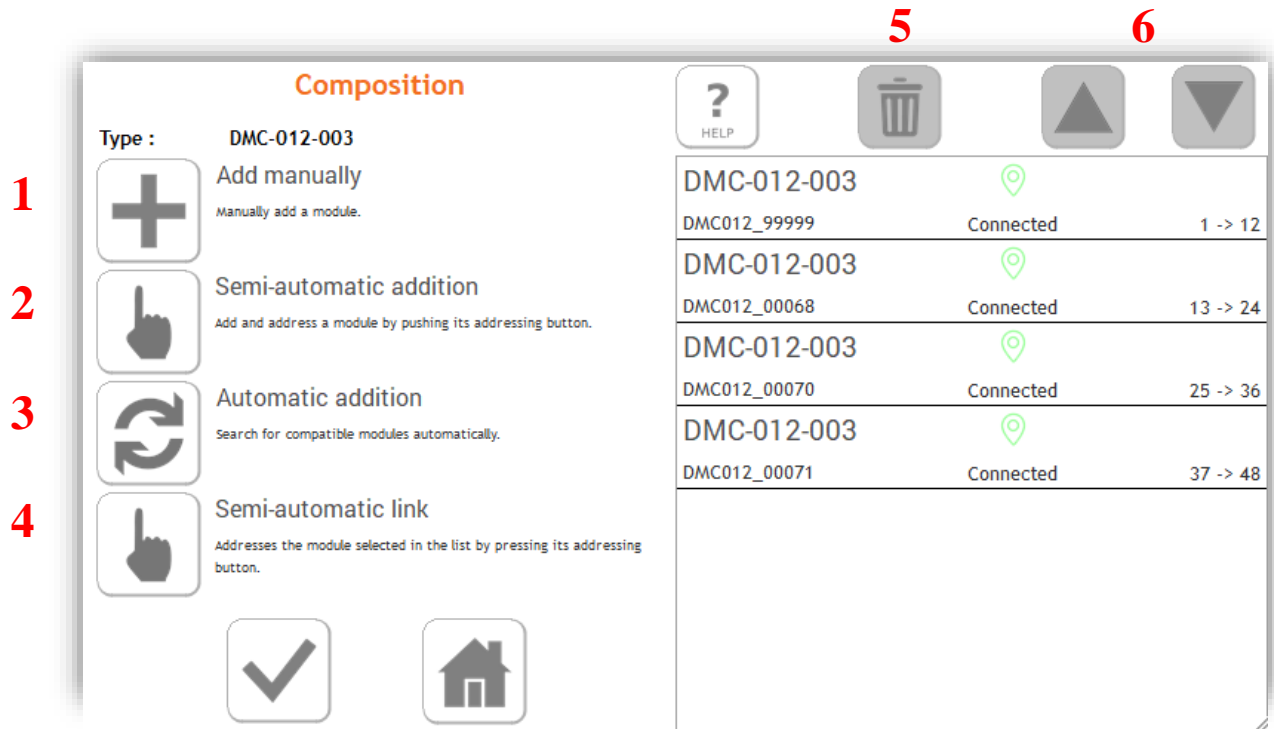 5 6
Composition
? HELP
Type : DMC-012-003
1
Add manually
Manually add a module.
2
Semi-automatic addition
Add and address a module by pushing its addressing button.
3
Automatic addition
Search for compatible modules automatically.
4
Semi-automatic link
Addresses the module selected in the list by pressing its addressing
button.
DMC-012-003
DMC012_99999 Connected 1 -> 12
DMC-012-003
DMC012_00068 Connected 13 -> 24
DMC-012-003
DMC012_00070 Connected 25 -> 36
DMC-012-003
DMC012_00071 Connected 37 -> 48